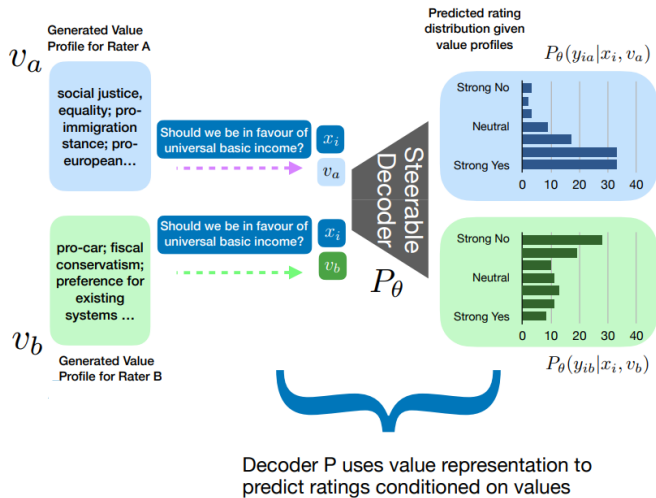 Generated Value
Profile for Rater A
v_a
social justice,
equality; pro-
immigration
stance; pro-
european…
Should we be in favour of
universal basic income?
x_i
v_a
pro-car; fiscal
conservatism;
preference for
existing
systems …
v_b
Generated Value
Profile for Rater B
Should we be in favour of
universal basic income?
x_i
v_b
Steerable
Decoder
P_θ
Predicted rating
distribution given
value profiles
P_θ(y_{ia}|x_i, v_a)
Strong No
Neutral
Strong Yes
0 10 20 30 40
Strong No
Neutral
Strong Yes
0 10 20 30 40
P_θ(y_{ib}|x_i, v_b)
Decoder P uses value representation to
predict ratings conditioned on values